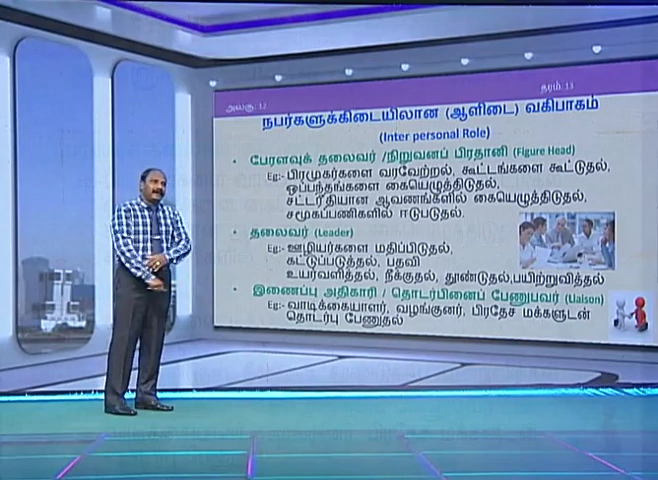 அலகு: 12
தரம்: 13
நபர்களுக்கிடையிலான (ஆளிடை) வகிபாகம்
(Inter personal Role)
• பேரளவுக் தலைவர் /நிறுவனப் பிரதானி (Figure Head)
Eg:- பிரமுகர்களை வரவேற்றல், கூட்டங்களை கூட்டுதல்,
ஒப்பந்தங்களை கையெழுத்திடுதல்,
சட்டரீதியான ஆவணங்களில் கையெழுத்திடுதல்,
சமூகப்பணிகளில் ஈடுபடுதல்.
• தலைவர் (Leader)
Eg:- ஊழியர்களை மதிப்பிடுதல்,
கட்டுப்படுத்தல், பதவி
உயர்வளித்தல், நீக்குதல், தூண்டுதல்,பயிற்றுவித்தல்
• இணைப்பு அதிகாரி / தொடர்பினைப் பேணுபவர் (Liaison)
Eg:- வாடிக்கையாளர், வழங்குனர், பிரதேச மக்களுடன்
தொடர்பு பேணுதல்